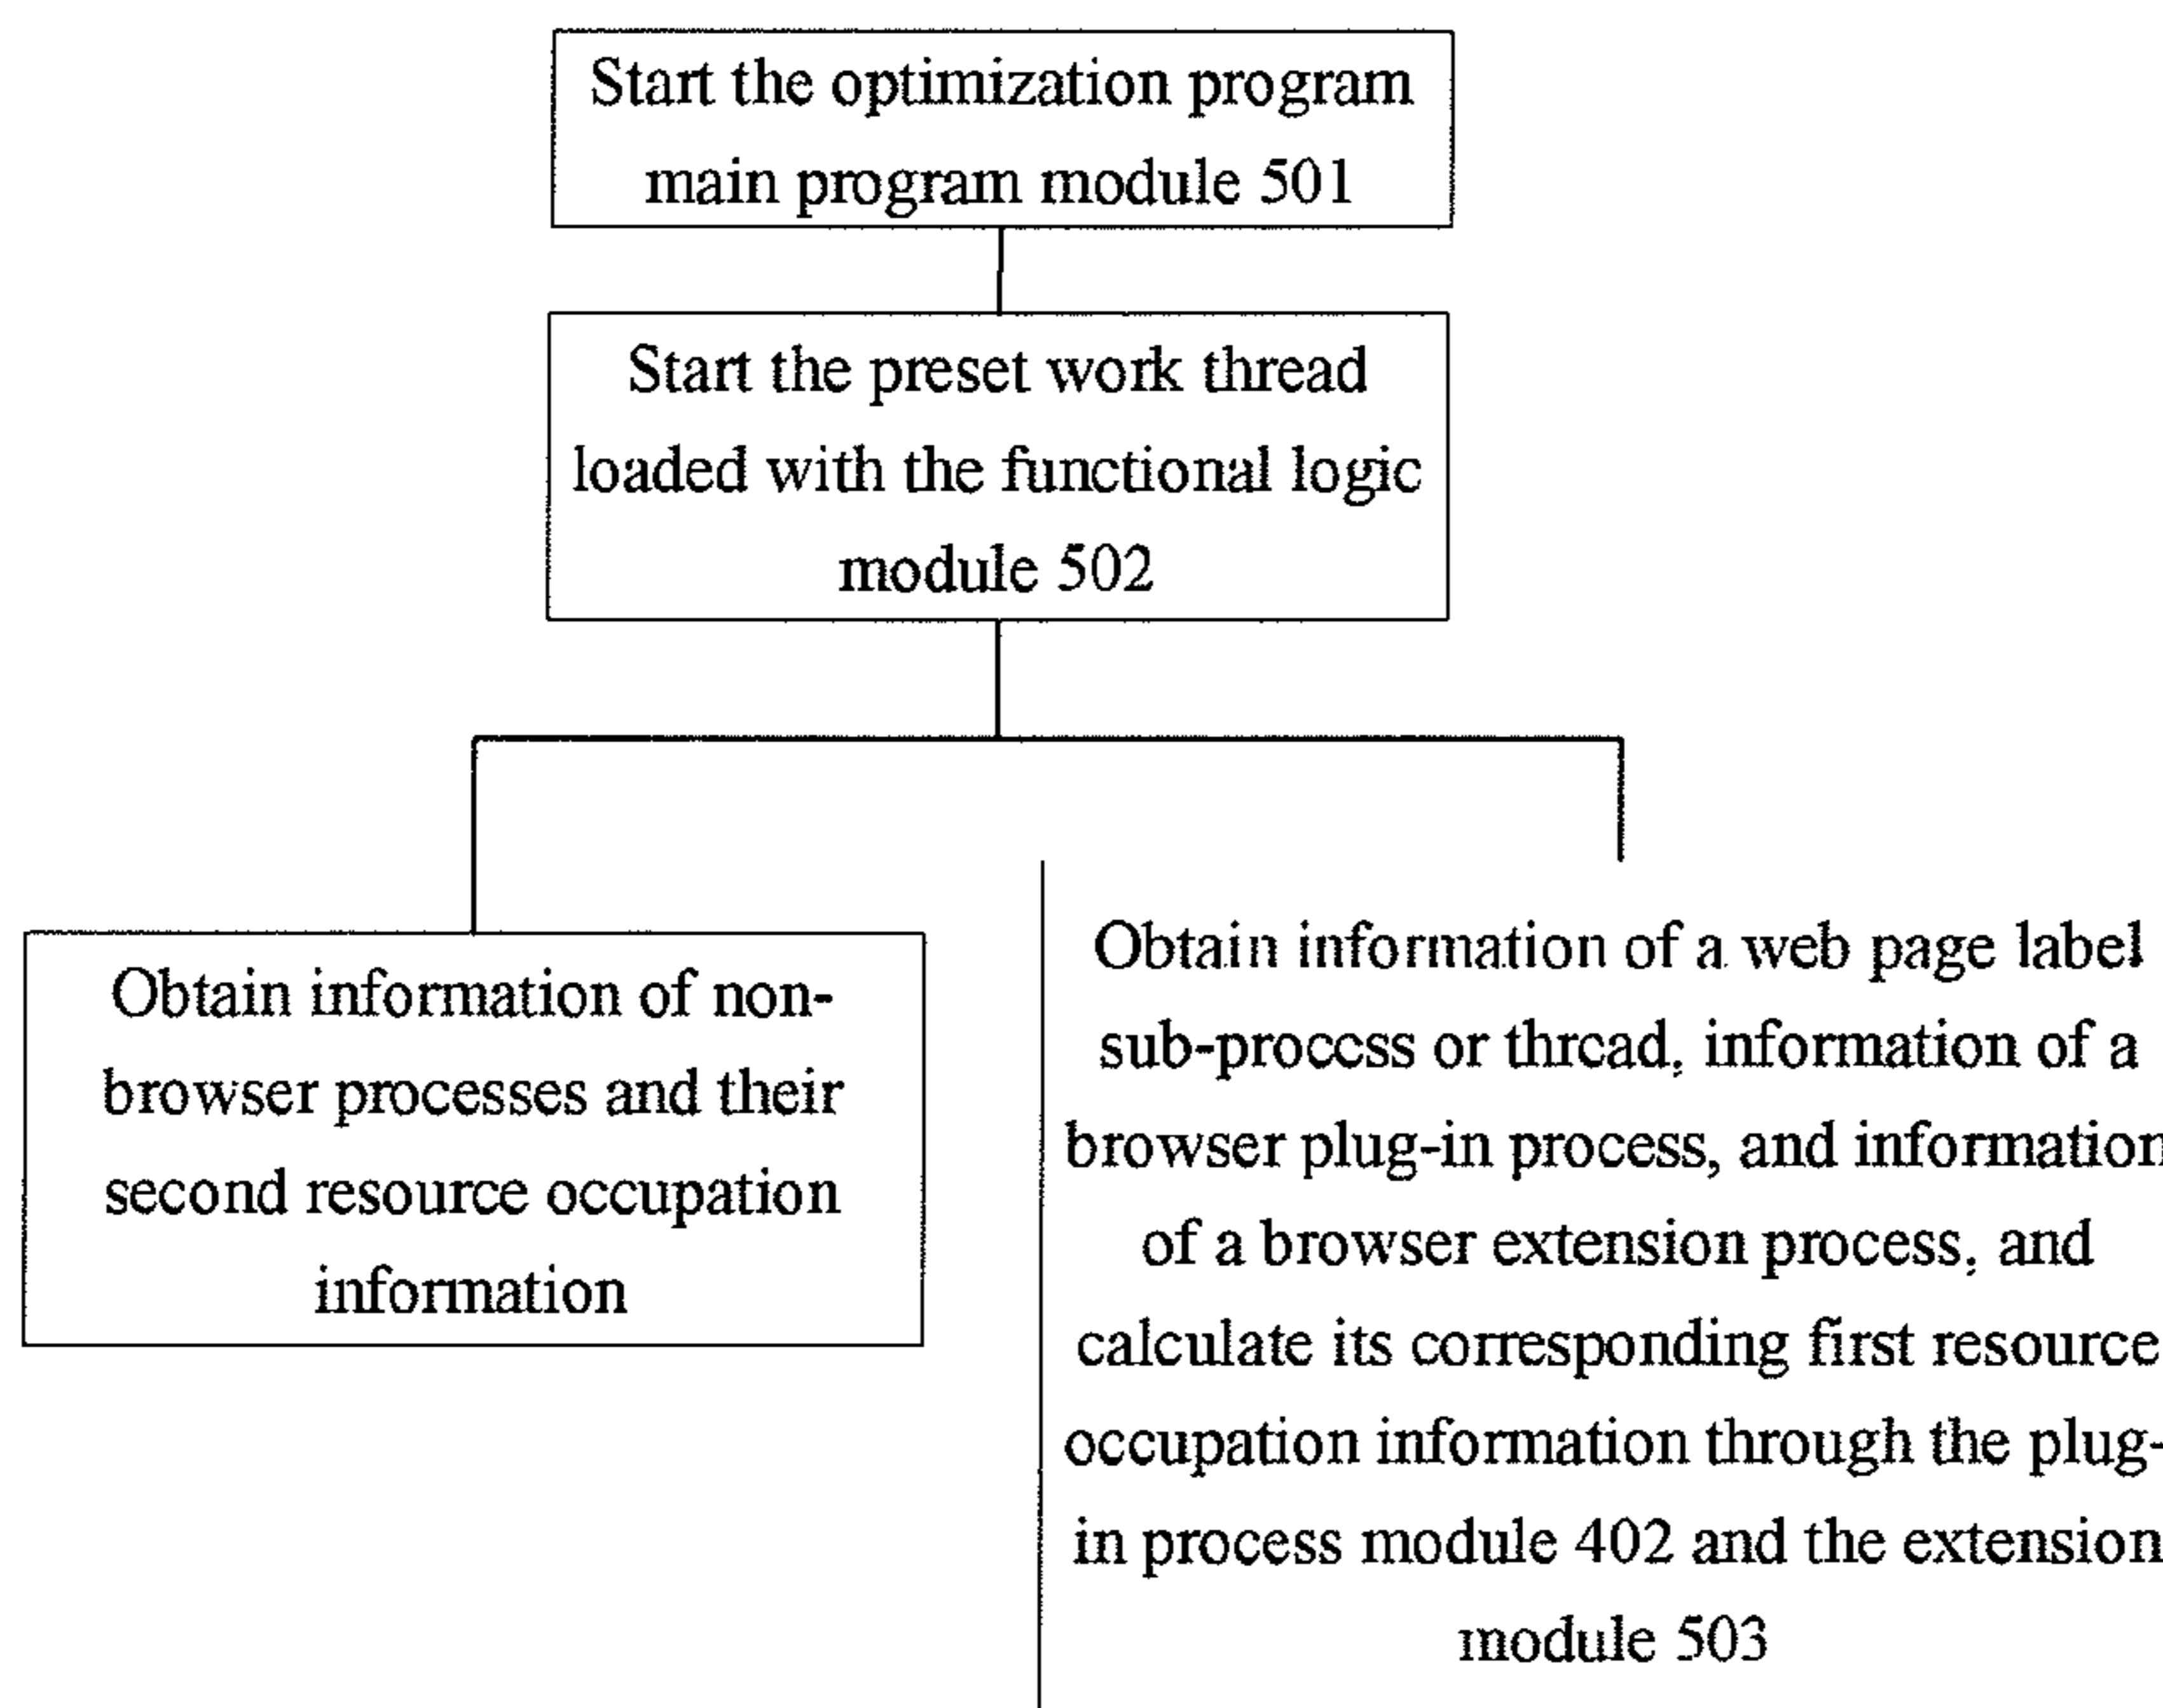 Start the optimization program
main program module 501
Start the preset work thread
loaded with the functional logic
module 502
Obtain information of non-
browser processes and their
second resource occupation
information
Obtain information of a web page label
sub-process or thread, information of a
browser plug-in process, and information
of a browser extension process, and
calculate its corresponding first resource
occupation information through the plug-
in process module 402 and the extension
module 503